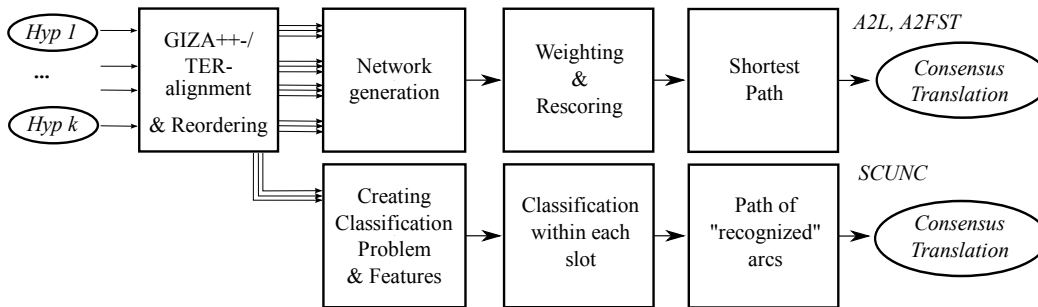 Hyp 1
...
Hyp k
GIZA++-/
TER-
alignment
& Reordering
Network
generation
Weighting
&
Rescoring
Shortest
Path
A2L, A2FST
Consensus
Translation
Creating
Classification
Problem
& Features
Classification
within each
slot
Path of
"recognized"
arcs
SCUNC
Consensus
Translation